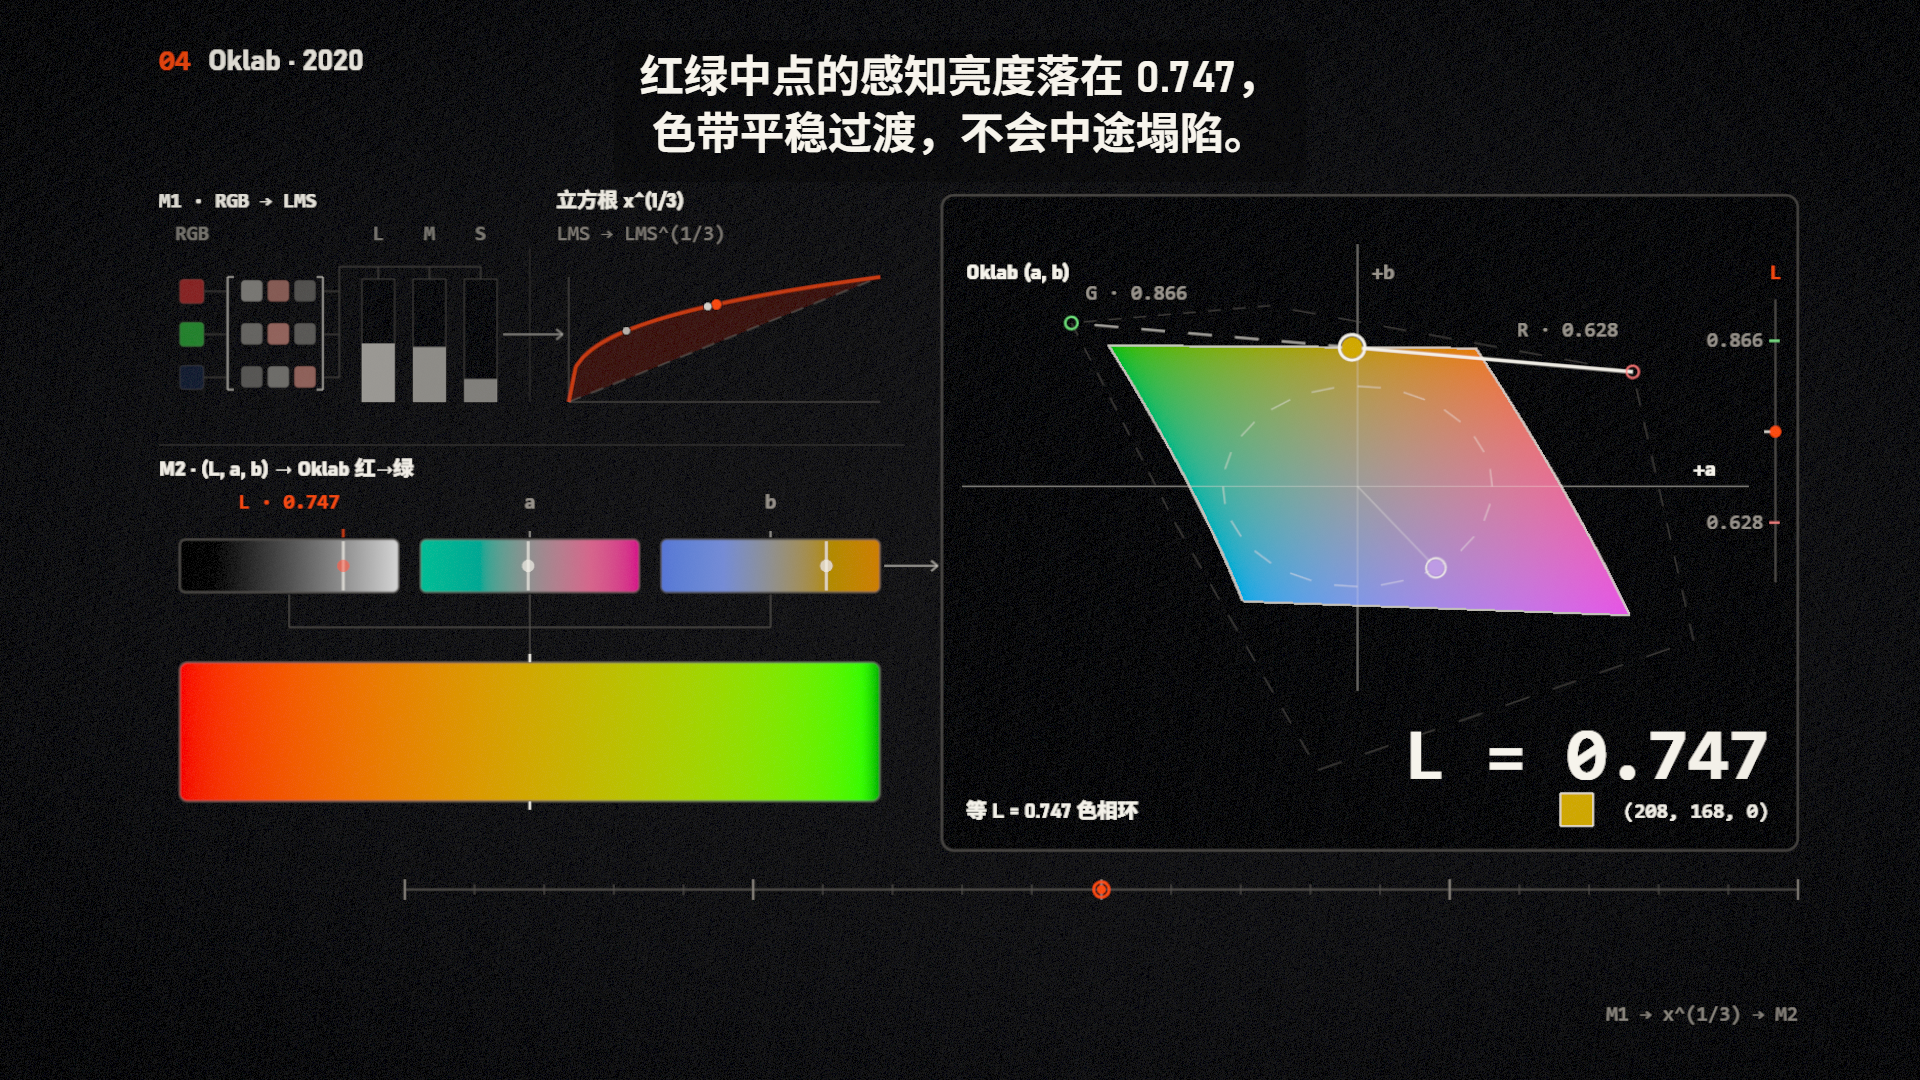 04 Oklab · 2020
红绿中点的感知亮度落在 0.747，
色带平稳过渡，不会中途塌陷。
M1 · RGB → LMS
RGB
L
M
S
立方根 x^(1/3)
LMS → LMS^(1/3)
M2 · (L, a, b) → Oklab 红→绿
L · 0.747
a
b
Oklab (a, b)
+b
L
G · 0.866
R · 0.628
0.866
+a
0.628
L = 0.747
等 L = 0.747 色相环
(208, 168, 0)
M1 → x^(1/3) → M2